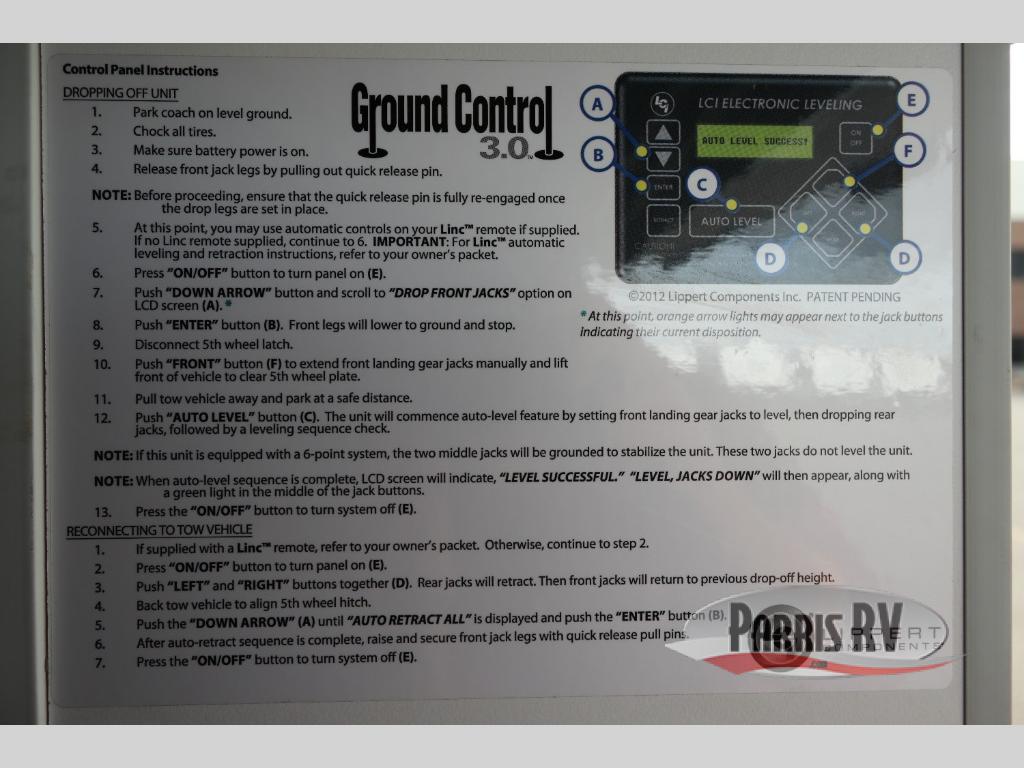 Control Panel Instructions
DROPPING OFF UNIT
1. Park coach on level ground.
2. Chock all tires.
3. Make sure battery power is on.
4. Release front jack legs by pulling out quick release pin.
NOTE: Before proceeding, ensure that the quick release pin is fully re-engaged once
the drop legs are set in place.
5. At this point, you may use automatic controls on your Linc™ remote if supplied.
If no Linc remote supplied, continue to 6. IMPORTANT: For Linc™ automatic
leveling and retraction instructions, refer to your owner's packet.
6. Press "ON/OFF" button to turn panel on (E).
7. Push "DOWN ARROW" button and scroll to "DROP FRONT JACKS" option on
LCD screen (A).*
8. Push "ENTER" button (B). Front legs will lower to ground and stop.
9. Disconnect 5th wheel latch.
10. Push "FRONT" button (F) to extend front landing gear jacks manually and lift
front of vehicle to clear 5th wheel plate.
11. Pull tow vehicle away and park at a safe distance.
12. Push "AUTO LEVEL" button (C). The unit will commence auto-level feature by setting front landing gear jacks to level, then dropping rear
jacks, followed by a leveling sequence check.
NOTE: If this unit is equipped with a 6-point system, the two middle jacks will be grounded to stabilize the unit. These two jacks do not level the unit.
NOTE: When auto-level sequence is complete, LCD screen will indicate, "LEVEL SUCCESSFUL." "LEVEL, JACKS DOWN" will then appear, along with
a green light in the middle of the jack buttons.
13. Press the "ON/OFF" button to turn system off (E).
RECONNECTING TO TOW VEHICLE
1. If supplied with a Linc™ remote, refer to your owner's packet. Otherwise, continue to step 2.
2. Press "ON/OFF" button to turn panel on (E).
3. Push "LEFT" and "RIGHT" buttons together (D). Rear jacks will retract. Then front jacks will return to previous drop-off height.
4. Back tow vehicle to align 5th wheel hitch.
5. Push the "DOWN ARROW" (A) until "AUTO RETRACT ALL" is displayed and push the "ENTER" button (B).
6. After auto-retract sequence is complete, raise and secure front jack legs with quick release pull pins.
7. Press the "ON/OFF" button to turn system off (E).
Ground Control
3.0™
A
B
C
D
D
E
F
LCI
LCI ELECTRONIC LEVELING
AUTO LEVEL SUCCESS!
ON
OFF
ENTER
RETRACT
AUTO LEVEL
LEFT
RIGHT
CAUTION!
©2012 Lippert Components Inc. PATENT PENDING
* At this point, orange arrow lights may appear next to the jack buttons
indicating their current disposition.
PARRIS RV
.com
LIPPERT
COMPONENTS